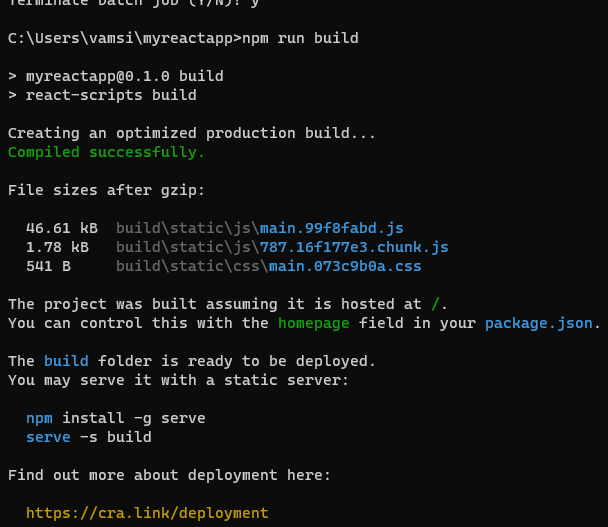 Terminate batch job (Y/N)? y
C:\Users\vamsi\myreactapp>npm run build
> myreactapp@0.1.0 build
> react-scripts build
Creating an optimized production build...
Compiled successfully.
File sizes after gzip:
46.61 kB  build\static\js\main.99f8fabd.js
1.78 kB   build\static\js\787.16f177e3.chunk.js
541 B     build\static\css\main.073c9b0a.css
The project was built assuming it is hosted at /.
You can control this with the homepage field in your package.json.
The build folder is ready to be deployed.
You may serve it with a static server:
npm install -g serve
serve -s build
Find out more about deployment here:
https://cra.link/deployment